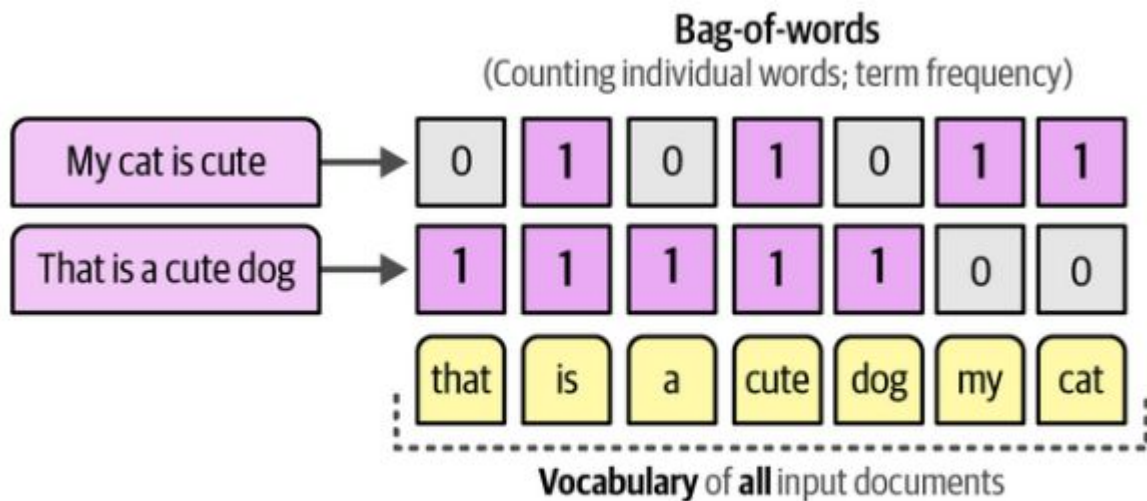 Bag-of-words
(Counting individual words; term frequency)
My cat is cute 0 1 0 1 0 1 1
That is a cute dog 1 1 1 1 1 0 0
that is a cute dog my cat
Vocabulary of all input documents